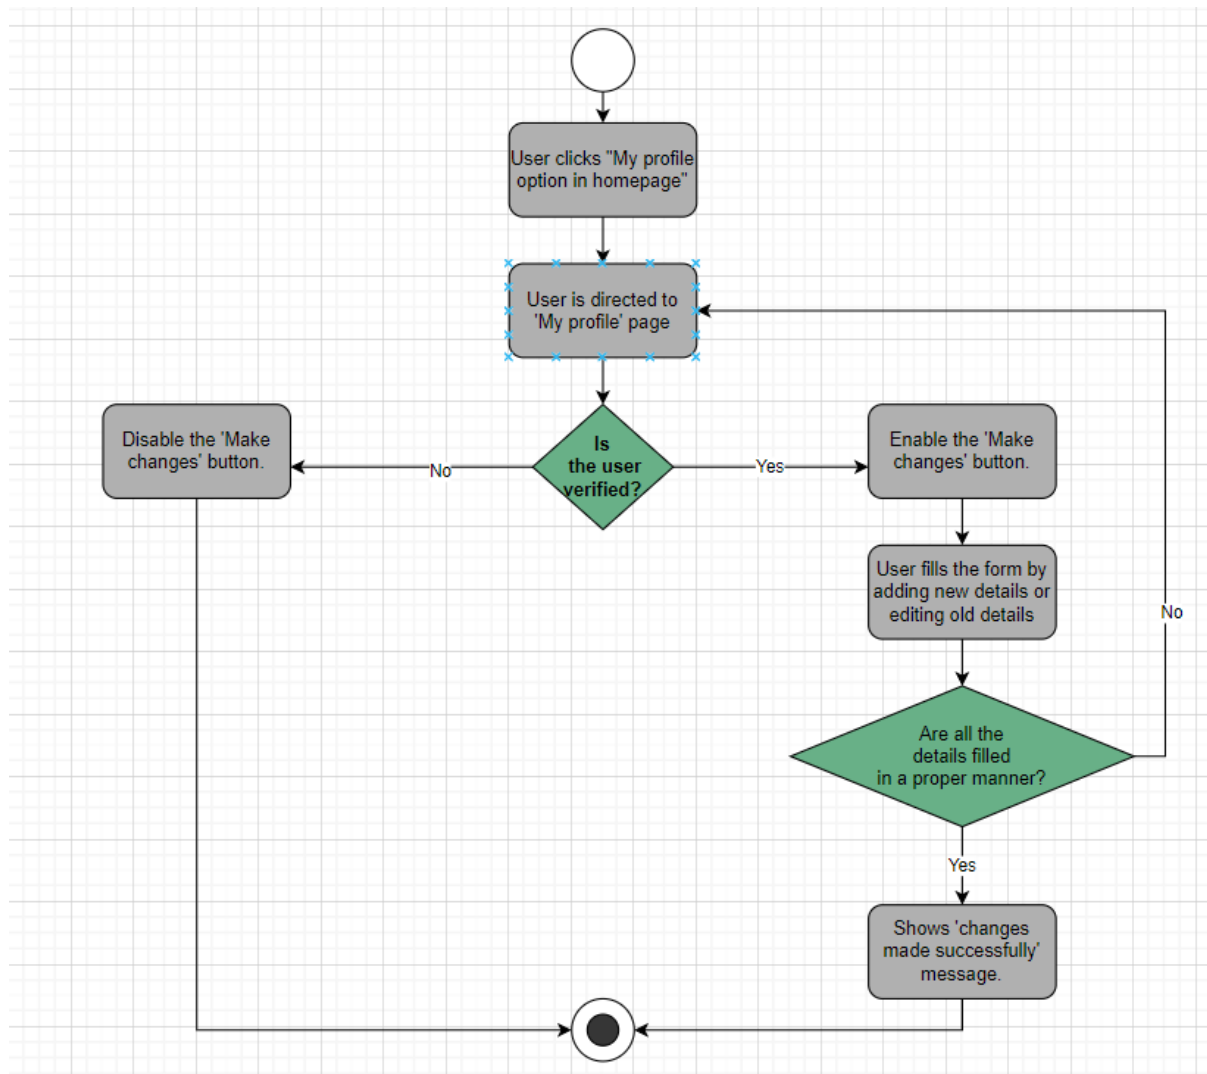 User clicks "My profile
option in homepage"
User is directed to
'My profile' page
Disable the 'Make
changes' button.
No
Is
the user
verified?
Yes
Enable the 'Make
changes' button.
User fills the form by
adding new details or
editing old details
No
Are all the
details filled
in a proper manner?
Yes
Shows 'changes
made successfully'
message.